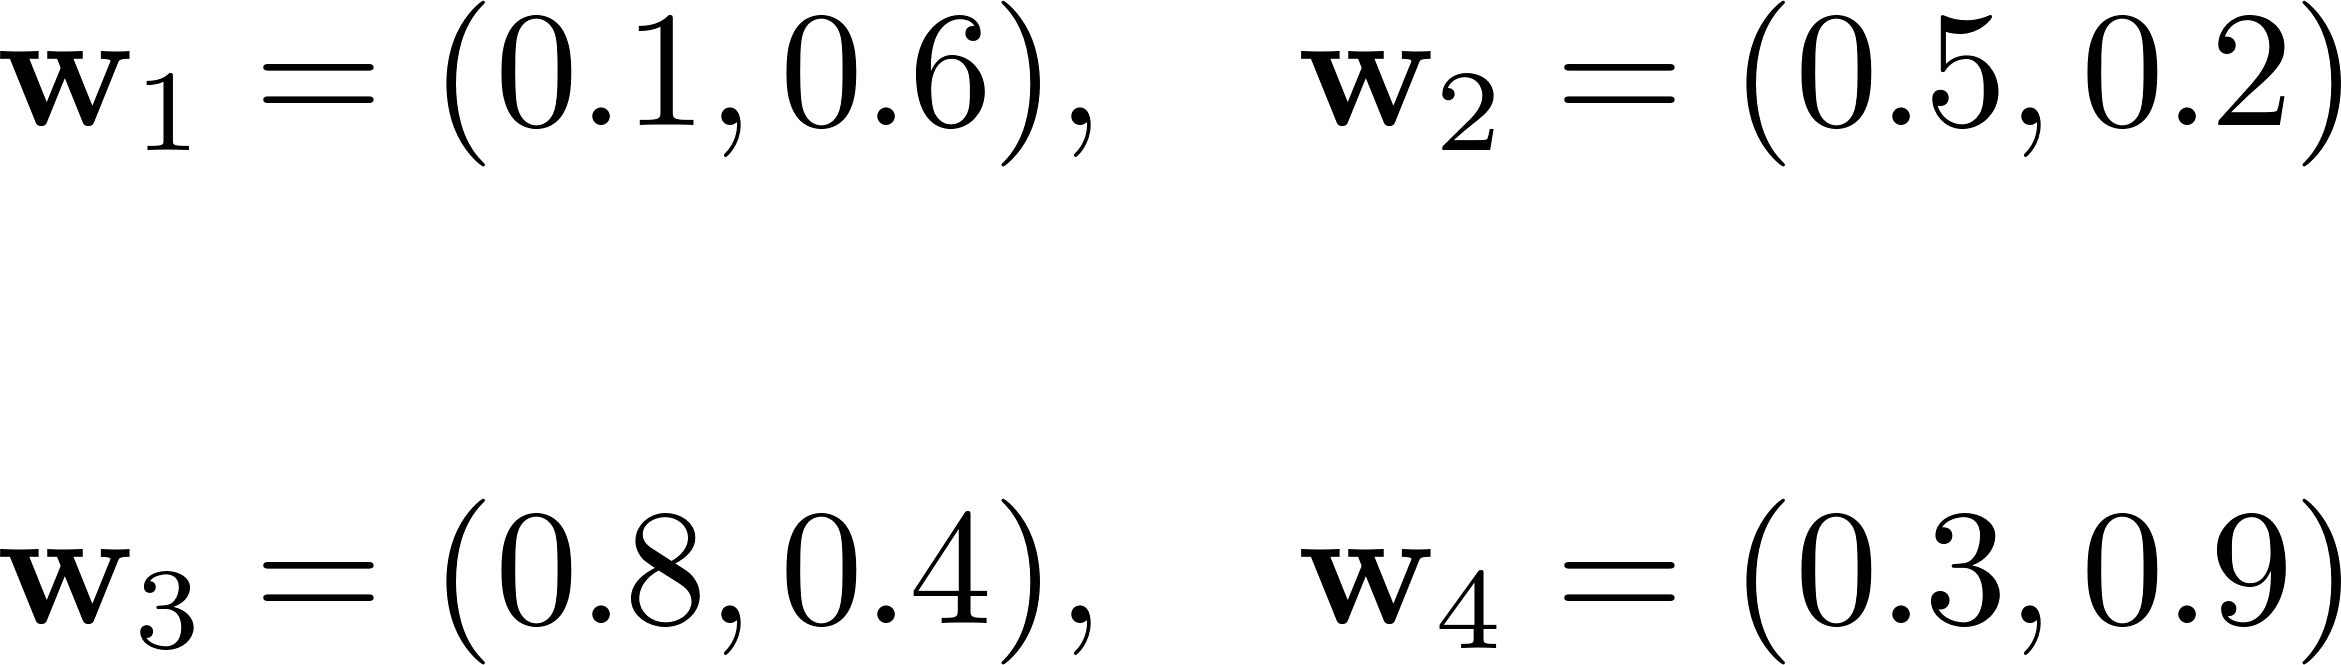 w₁ = (0.1, 0.6), w₂ = (0.5, 0.2)
w₃ = (0.8, 0.4), w₄ = (0.3, 0.9)